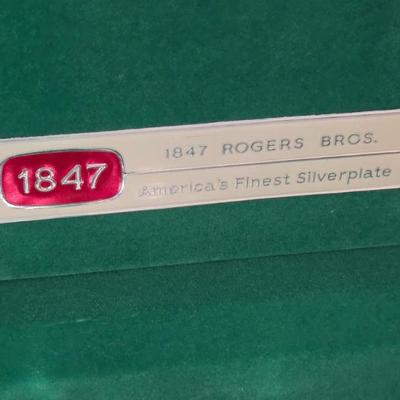 1847
1847 ROGERS BROS.
America's Finest Silverplate